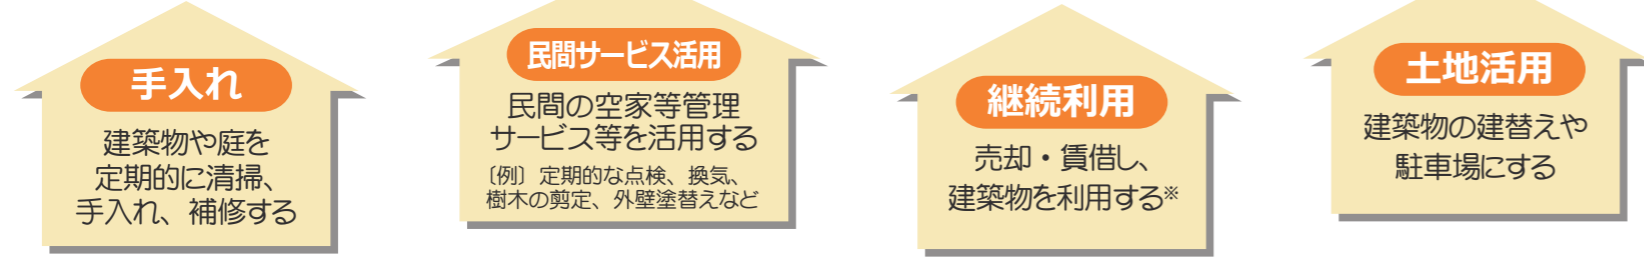 手入れ
建築物や庭を
定期的に清掃、
手入れ、補修する
民間サービス活用
民間の空家等管理
サービス等を活用する
〔例〕定期的な点検、換気、
樹木の剪定、外壁塗替えなど
継続利用
売却・賃借し、
建築物を利用する※
土地活用
建築物の建替えや
駐車場にする